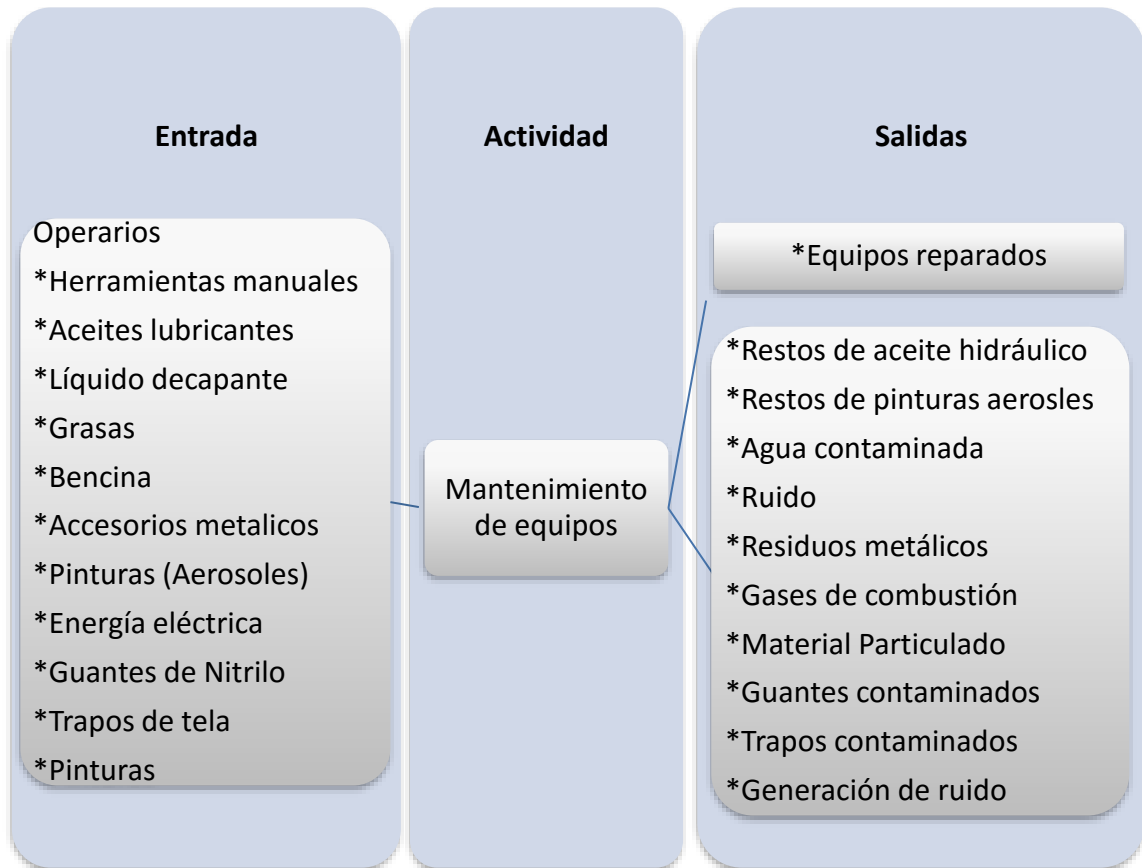 Entrada
Operarios
*Herramientas manuales
*Aceites lubricantes
*Líquido decapante
*Grasas
*Bencina
*Accesorios metalicos
*Pinturas (Aerosoles)
*Energía eléctrica
*Guantes de Nitrilo
*Trapos de tela
*Pinturas
Actividad
Mantenimiento
de equipos
Salidas
*Equipos reparados
*Restos de aceite hidráulico
*Restos de pinturas aerosles
*Agua contaminada
*Ruido
*Residuos metálicos
*Gases de combustión
*Material Particulado
*Guantes contaminados
*Trapos contaminados
*Generación de ruido